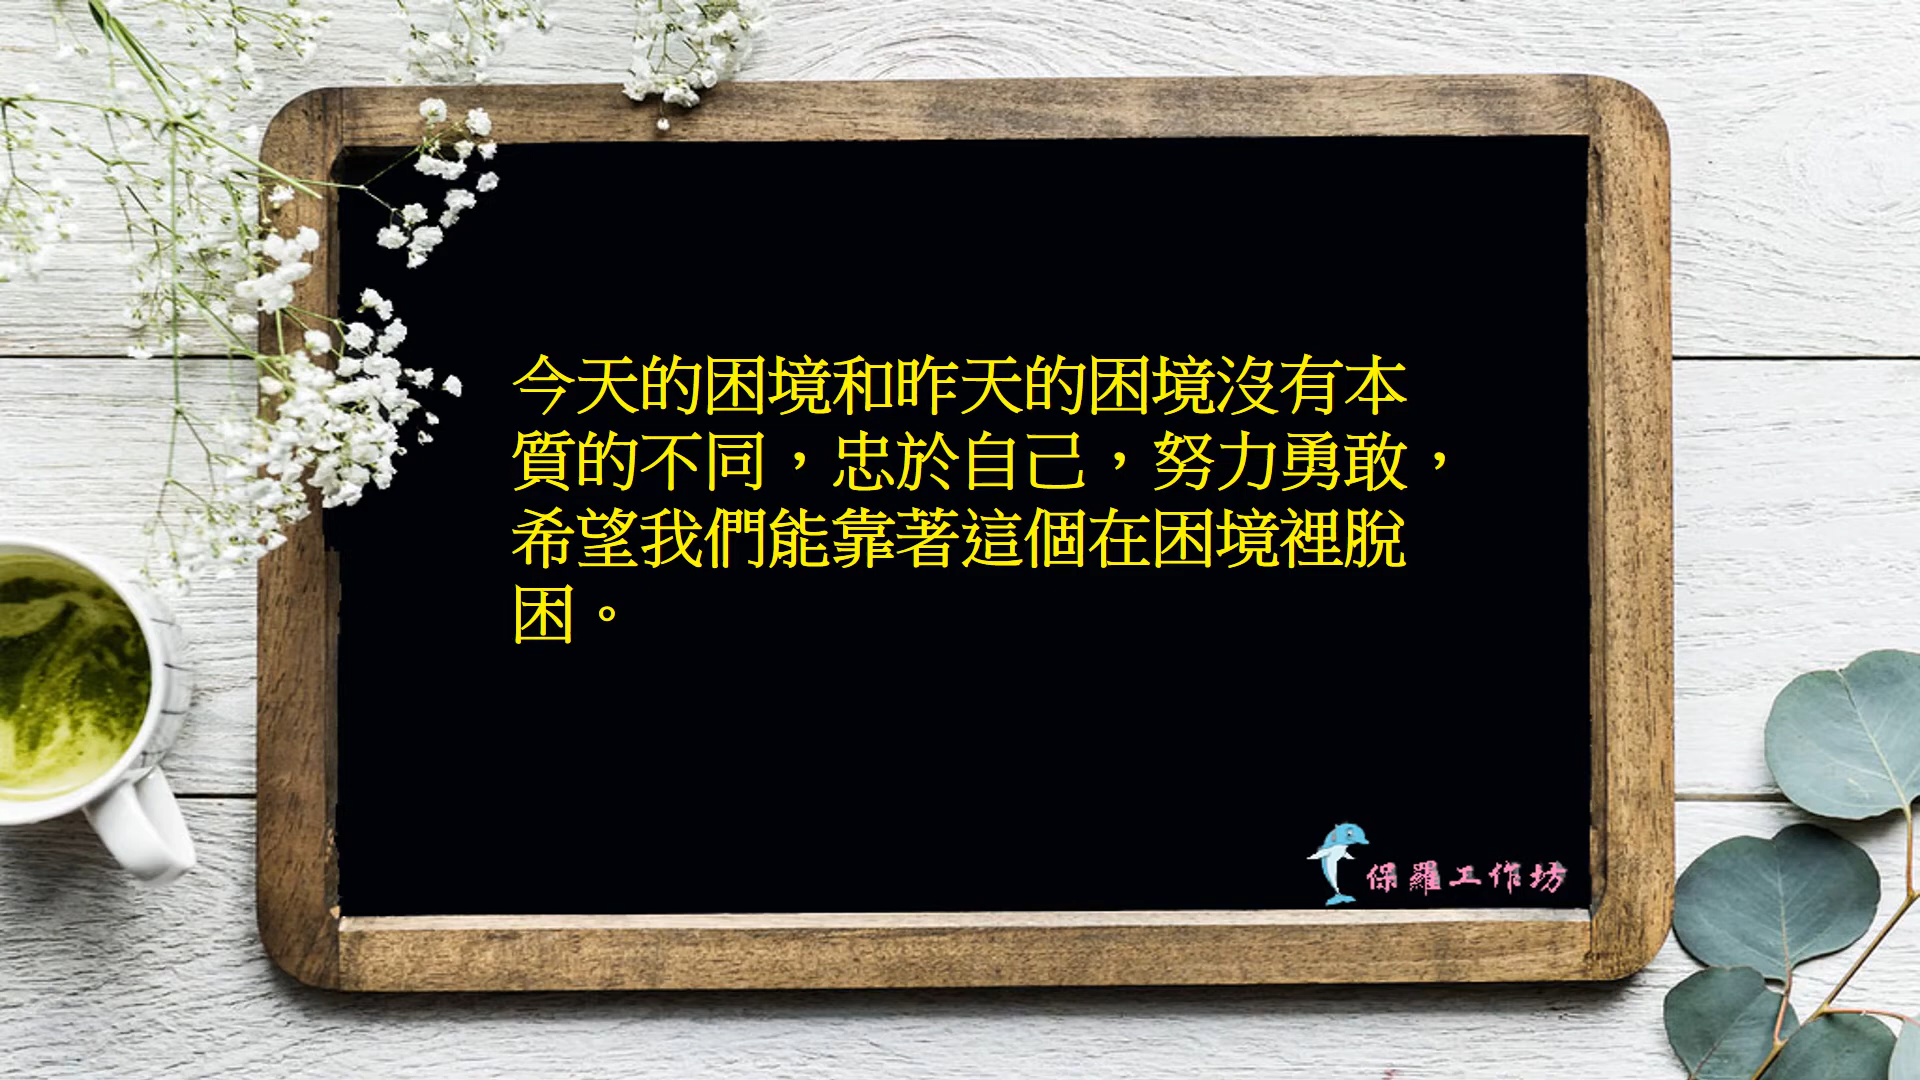 今天的困境和昨天的困境沒有本
質的不同，忠於自己，努力勇敢，
希望我們能靠著這個在困境裡脫
困。
保羅工作坊